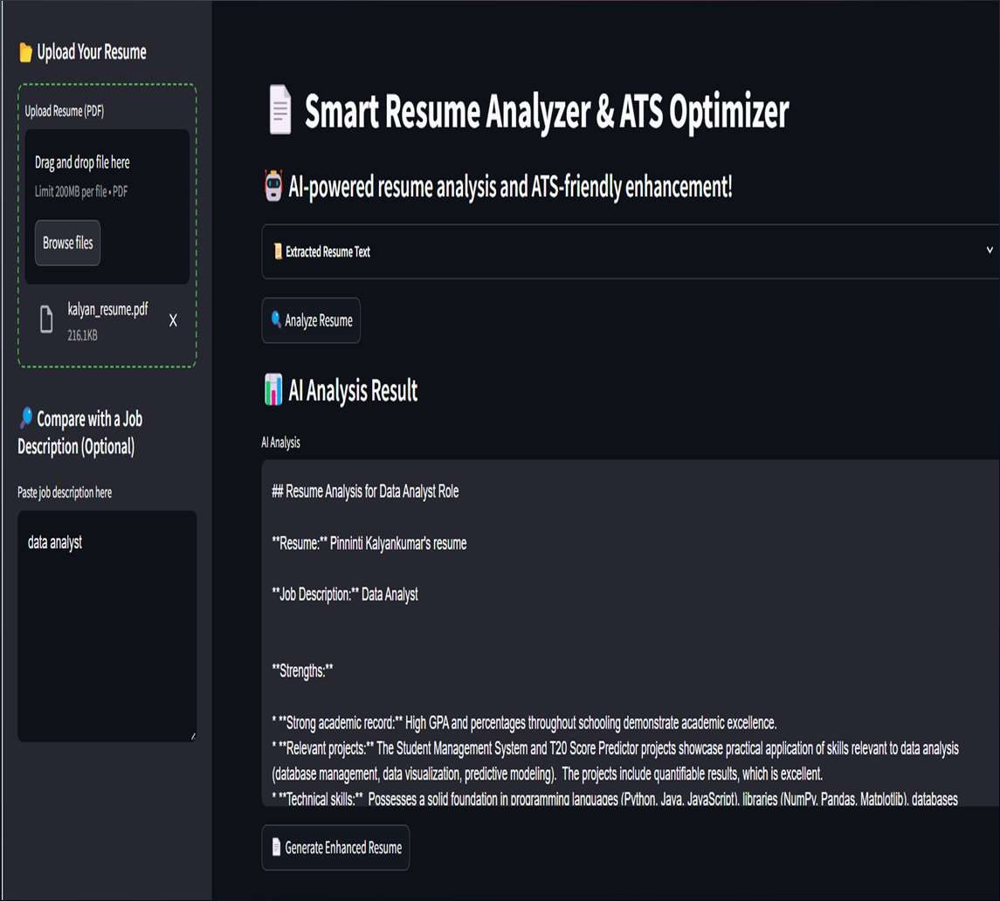 Upload Your Resume
Upload Resume (PDF)
Drag and drop file here
Limit 200MB per file • PDF
Browse files
kalyan_resume.pdf
216.1KB
X
Compare with a Job
Description (Optional)
Paste job description here
data analyst
Smart Resume Analyzer & ATS Optimizer
AI-powered resume analysis and ATS-friendly enhancement!
Extracted Resume Text
Analyze Resume
AI Analysis Result
AI Analysis
## Resume Analysis for Data Analyst Role
**Resume:** Pinninti Kalyankumar's resume
**Job Description:** Data Analyst
**Strengths:**
* **Strong academic record:** High GPA and percentages throughout schooling demonstrate academic excellence.
* **Relevant projects:** The Student Management System and T20 Score Predictor projects showcase practical application of skills relevant to data analysis
(database management, data visualization, predictive modeling).  The projects include quantifiable results, which is excellent.
* **Technical skills:**  Possesses a solid foundation in programming languages (Python, Java, JavaScript), libraries (NumPy, Pandas, Matplotlib), databases
Generate Enhanced Resume